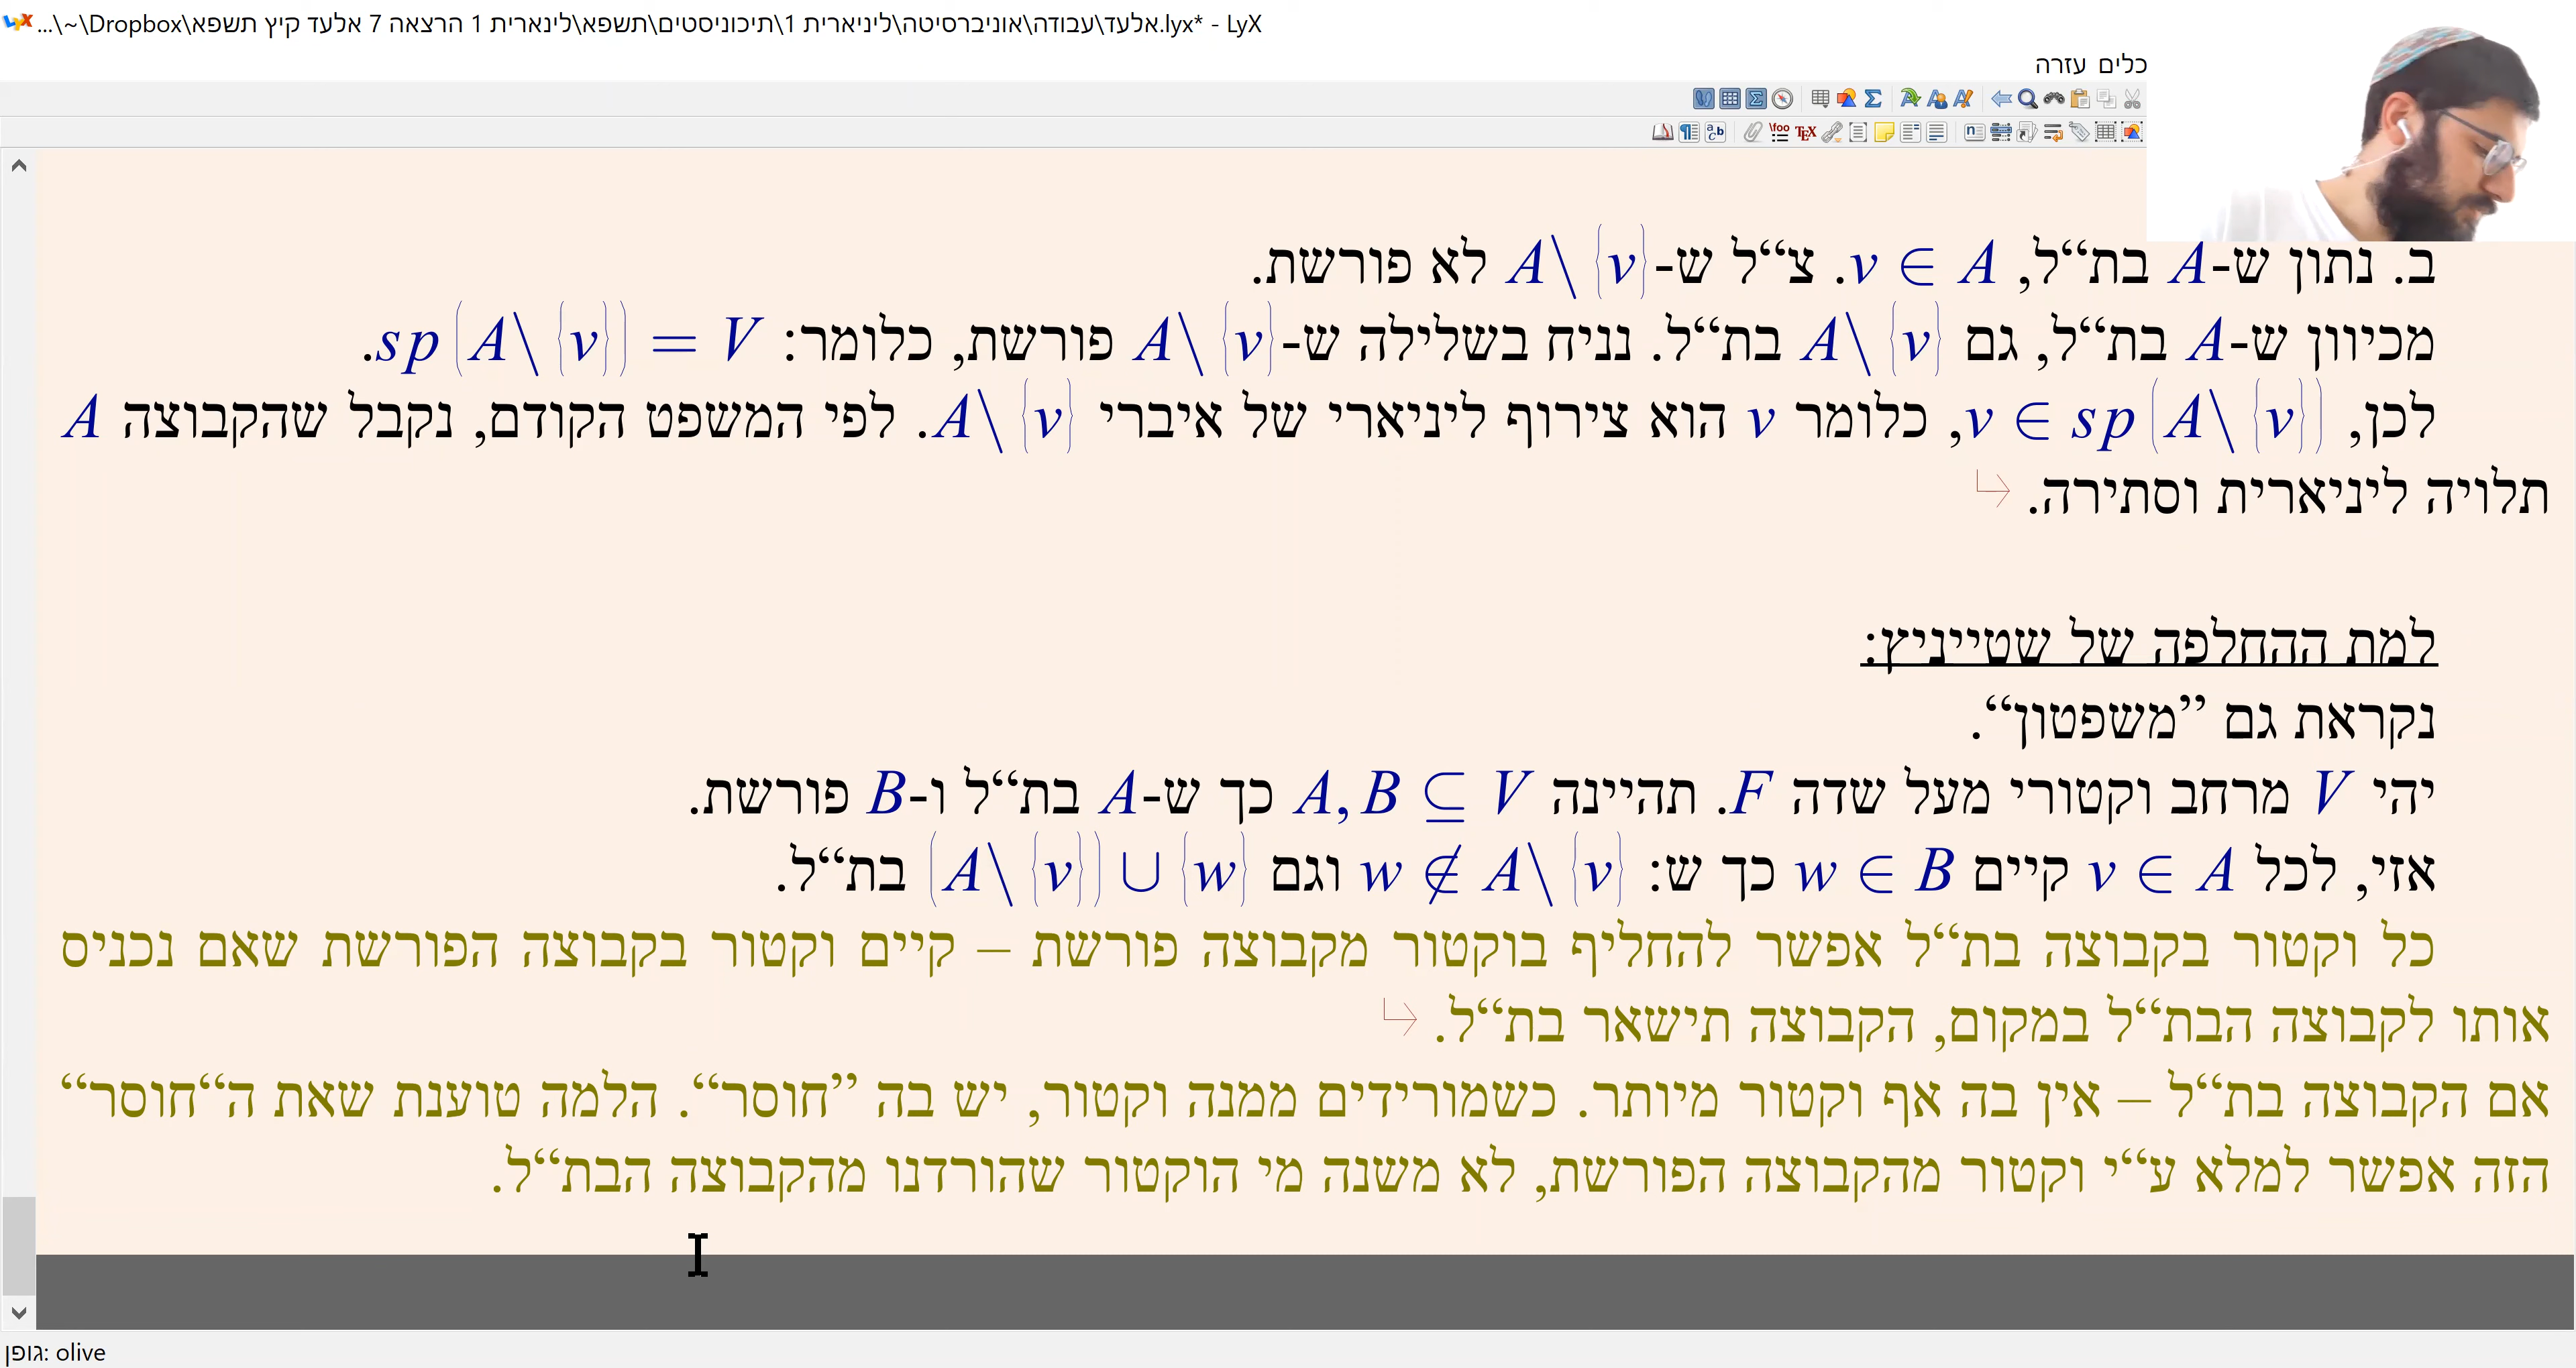 ...\~\Dropbox\אלעד\עבודה\אוניברסיטה\ליניארית 1\תיכוניסטים\תשפא\לינארית 1 הרצאה 7 אלעד קיץ תשפא.lyx* - LyX
כלים עזרה
ב. נתון ש-A בת“ל, v ∈ A. צ“ל ש-A\{v} לא פורשת.
מכיוון ש-A בת“ל, גם A\{v} בת“ל. נניח בשלילה ש-A\{v} פורשת, כלומר: sp(A\{v}) = V.
לכן, v ∈ sp(A\{v}), כלומר v הוא צירוף ליניארי של איברי A\{v}. לפי המשפט הקודם, נקבל שהקבוצה A
תלויה ליניארית וסתירה.
למת ההחלפה של שטייניץ:
נקראת גם ”משפטון“.
יהי V מרחב וקטורי מעל שדה F. תהיינה A, B ⊆ V כך ש-A בת“ל ו-B פורשת.
אזי, לכל v ∈ A קיים w ∈ B כך ש: w ∉ A\{v} וגם (A\{v}) ∪ {w} בת“ל.
כל וקטור בקבוצה בת“ל אפשר להחליף בוקטור מקבוצה פורשת – קיים וקטור בקבוצה הפורשת שאם נכניס
אותו לקבוצה הבת“ל במקום, הקבוצה תישאר בת“ל.
אם הקבוצה בת“ל – אין בה אף וקטור מיותר. כשמורידים ממנה וקטור, יש בה ”חוסר“. הלמה טוענת שאת ה“חוסר“
הזה אפשר למלא ע“י וקטור מהקבוצה הפורשת, לא משנה מי הוקטור שהורדנו מהקבוצה הבת“ל.
גופן: olive